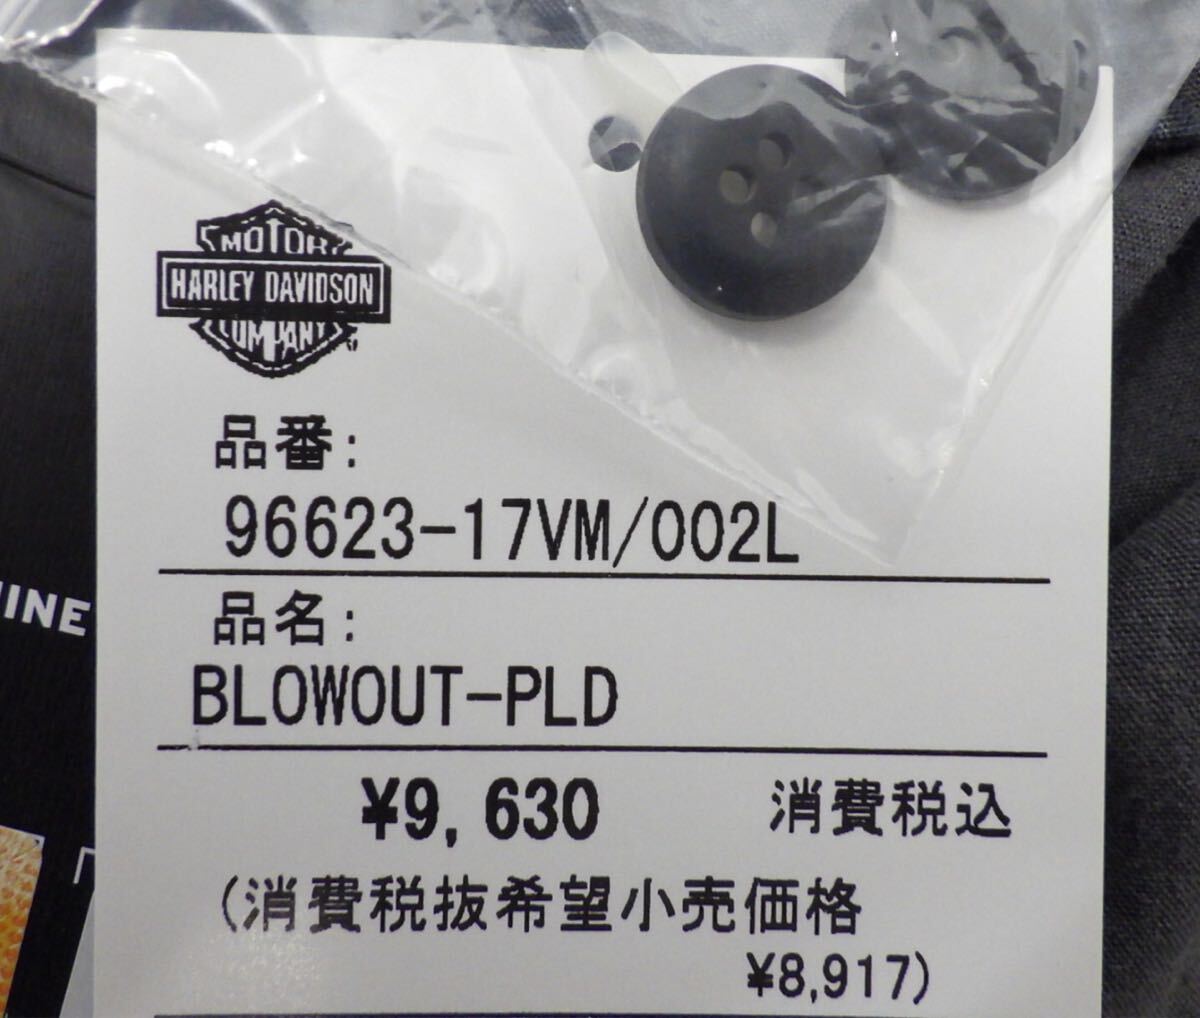 MOTOR
HARLEY DAVIDSON
COMPANY
品番:
96623-17VM/002L
品名:
BLOWOUT-PLD
¥9,630 消費税込
(消費税抜希望小売価格
¥8,917)